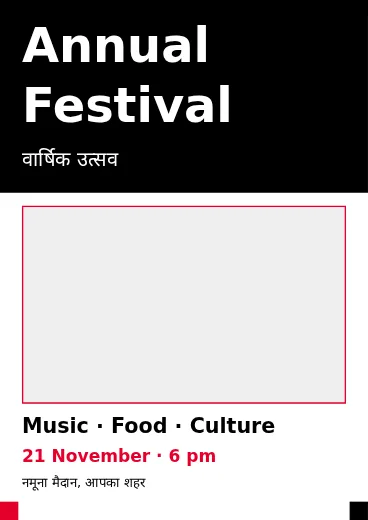 Annual
Festival
वार्षिक उत्सव
Music · Food · Culture
21 November · 6 pm
नमूना मैदान, आपका शहर